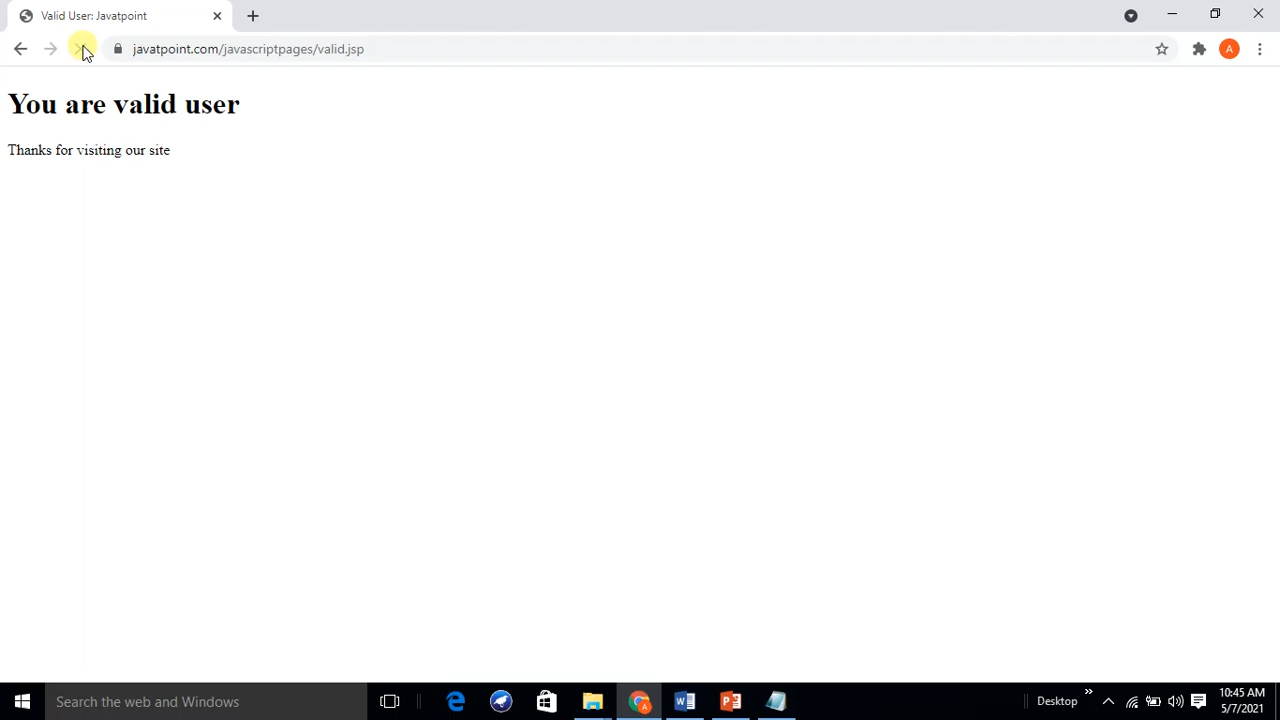 Valid User: Javatpoint
javatpoint.com/javascriptpages/valid.jsp
A
You are valid user
Thanks for visiting our site
Search the web and Windows
Desktop
10:45 AM
5/7/2021